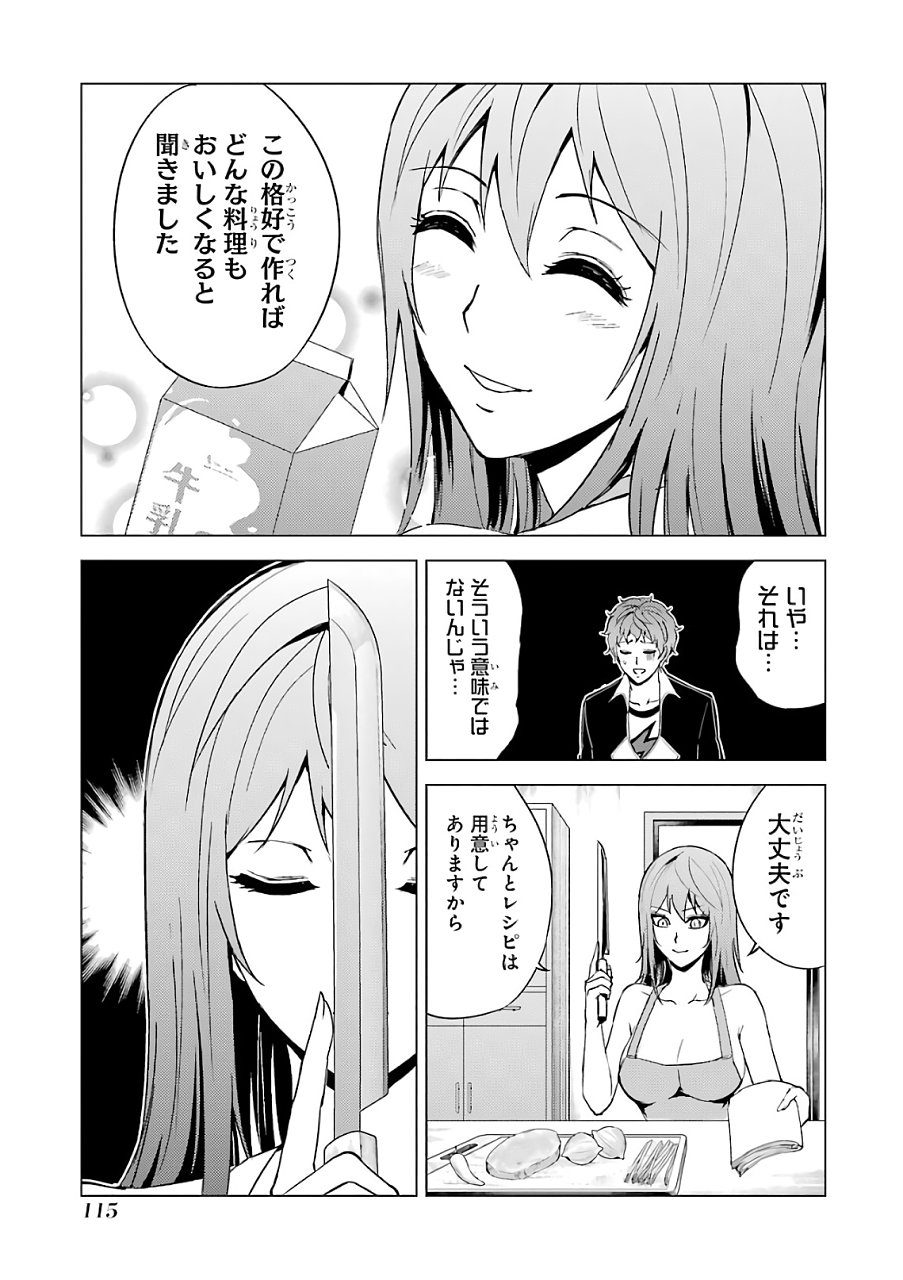 この格好で作れば
どんな料理も
おいしくなると
聞きました
牛乳
いや…
それは…
そういう意味では
ないんじゃ…
大丈夫です
ちゃんとレシピは
用意して
ありますから
115